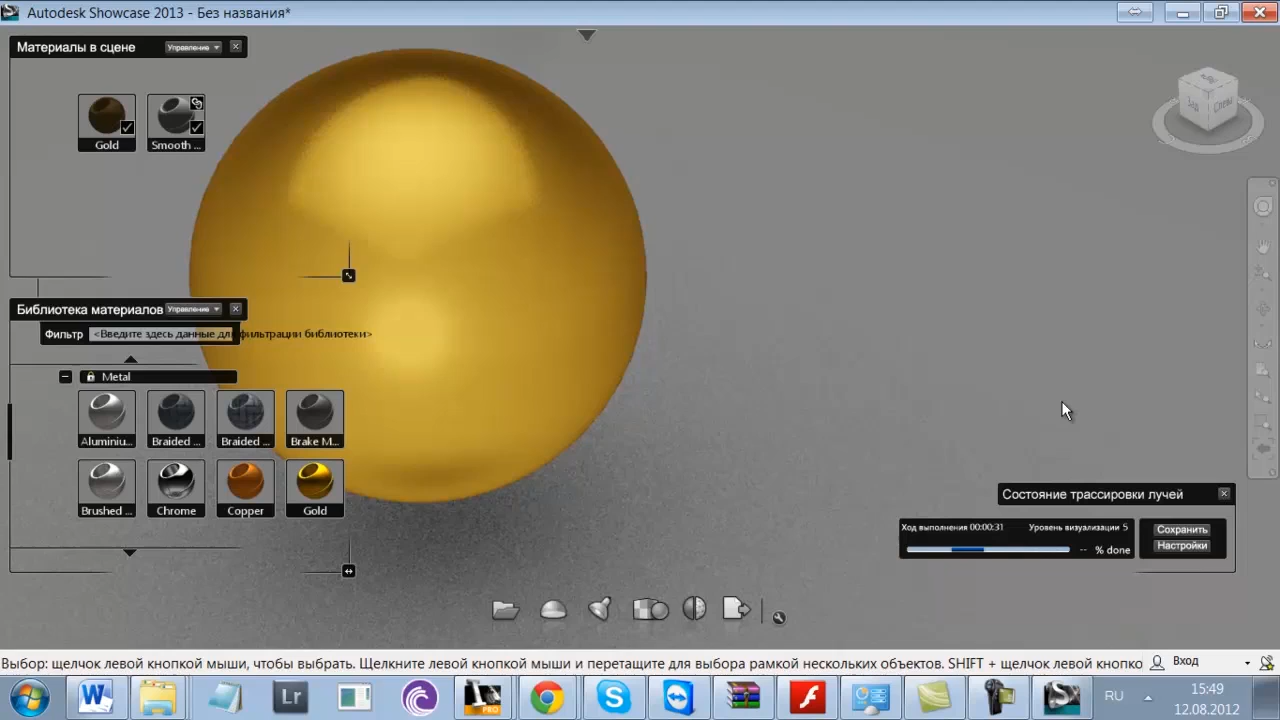 Autodesk Showcase 2013 - Без названия*
Материалы в сцене
Управление
Gold
Smooth ...
Библиотека материалов
Управление
Фильтр
<Введите здесь данные для фильтрации библиотеки>
Metal
Aluminiu...
Braided ...
Braided ...
Brake M...
Brushed ...
Chrome
Copper
Gold
Состояние трассировки лучей
Ход выполнения 00:00:31
Уровень визуализации 5
-- % done
Сохранить
Настройки
Выбор: щелчок левой кнопкой мыши, чтобы выбрать. Щелкните левой кнопкой мыши и перетащите для выбора рамкой нескольких объектов. SHIFT + щелчок левой кнопко
Вход
W
Lr
PRO
S
f
RU
15:49
12.08.2012